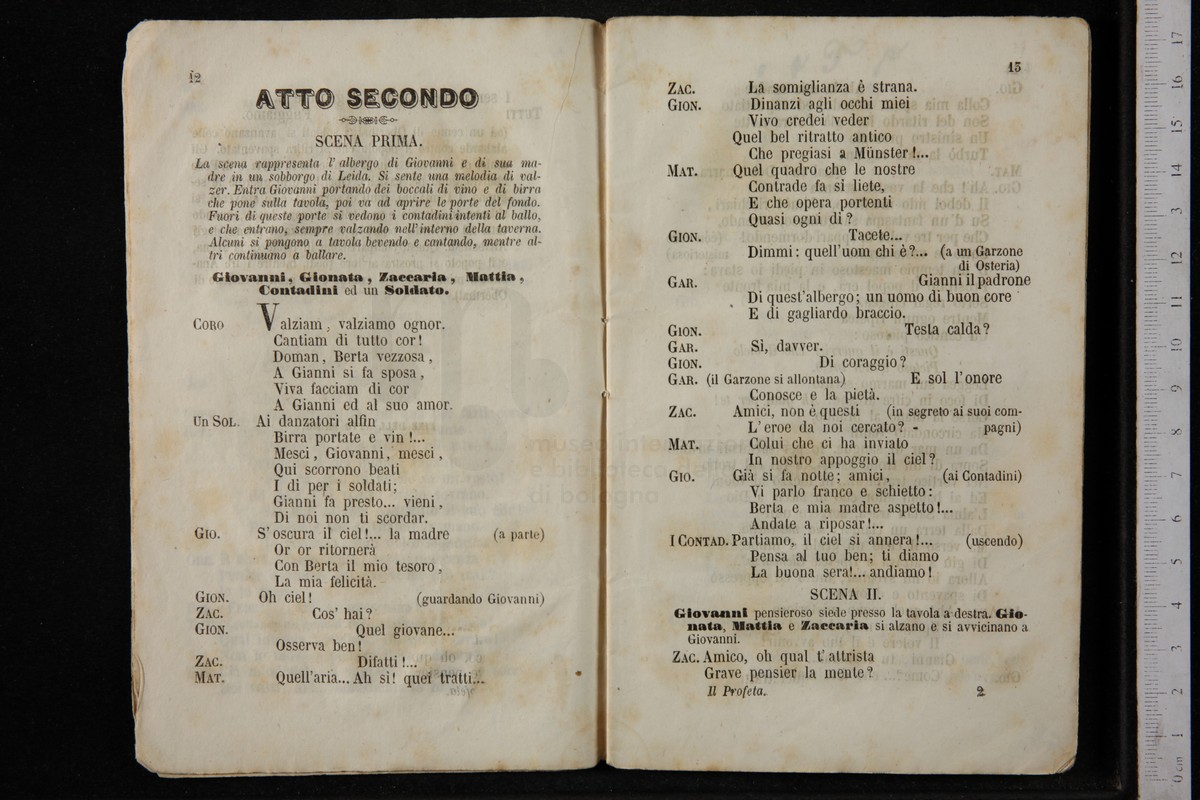 12
ATTO SECONDO
SCENA PRIMA.
La scena rappresenta l' albergo di Giovanni e di sua ma-
dre in un sobborgo di Leida. Si sente una melodia di val-
zer. Entra Giovanni portando dei boccali di vino e di birra
che pone sulla tavola, poi va ad aprire le porte del fondo.
Fuori di queste porte si vedono i contadini intenti al ballo,
e che entrano, sempre valzando nell'interno della taverna.
Alcuni si pongono a tavola bevendo e cantando, mentre al-
tri continuano a ballare.
Giovanni, Gionata, Zaccaria, Mattia,
Contadini ed un Soldato.
CORO Valziam, valziamo ognor.
Cantiam di tutto cor!
Doman, Berta vezzosa,
A Gianni si fa sposa,
Viva facciam di cor
A Gianni ed al suo amor.
UN SOL. Ai danzatori alfin
Birra portate e vin!...
Mesci, Giovanni, mesci,
Qui scorrono beati
I dì per i soldati;
Gianni fa presto... vieni,
Di noi non ti scordar.
GIO. S'oscura il ciel!... la madre (a parte)
Or or ritornerà
Con Berta il mio tesoro,
La mia felicità.
GION. Oh ciel! (guardando Giovanni)
ZAC. Cos' hai?
GION. Quel giovane...
Osserva ben!
ZAC. Difatti!...
MAT. Quell'aria... Ah sì! quei tratti...
13
ZAC. La somiglianza è strana.
GION. Dinanzi agli occhi miei
Vivo credei veder
Quel bel ritratto antico
Che pregiasi a Münster!...
MAT. Quel quadro che le nostre
Contrade fa sì liete,
E che opera portenti
Quasi ogni dì?
GION. Tacete...
Dimmi: quell'uom chi è?... (a un Garzone
di Osteria)
GAR. Gianni il padrone
Di quest'albergo; un uomo di buon core
E di gagliardo braccio.
GION. Testa calda?
GAR. Sì, davver.
GION. Di coraggio?
GAR. (il Garzone si allontana) E sol l'onore
Conosce e la pietà.
ZAC. Amici, non è questi (in segreto ai suoi com-
L'eroe da noi cercato? - pagni)
MAT. Colui che ci ha inviato
In nostro appoggio il ciel?
GIO. Già si fa notte; amici, (ai Contadini)
Vi parlo franco e schietto:
Berta e mia madre aspetto!...
Andate a riposar!...
I CONTAD. Partiamo, il ciel si annera!... (uscendo)
Pensa al tuo ben; ti diamo
La buona sera!... andiamo!
SCENA II.
Giovanni pensieroso siede presso la tavola a destra. Gio-
nata, Mattia e Zaccaria si alzano e si avvicinano a
Giovanni.
ZAC. Amico, oh qual t'attrista
Grave pensier la mente?
Il Profeta. 2